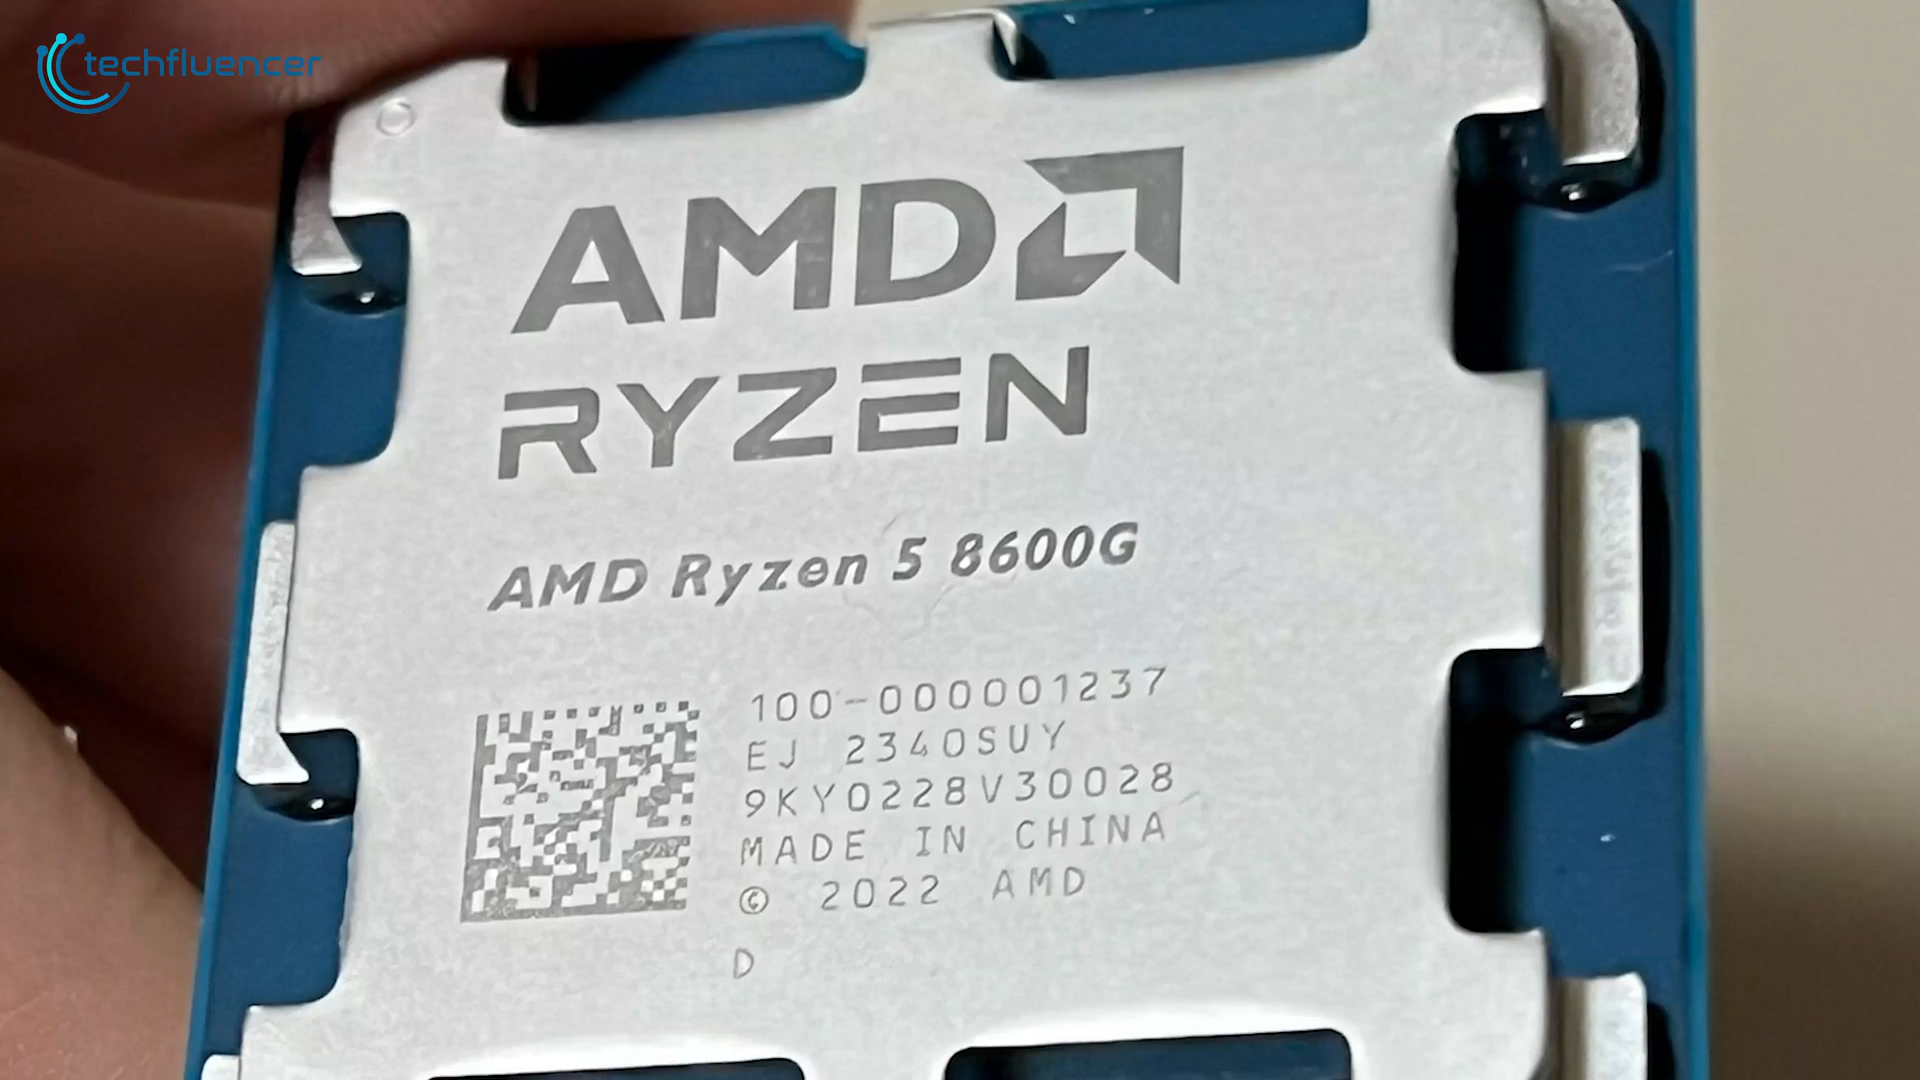 techfluencer
AMD
RYZEN
AMD Ryzen 5 8600G
100-000001237
EJ 2340SUY
9KY0228V30028
MADE IN CHINA
© 2022 AMD
D